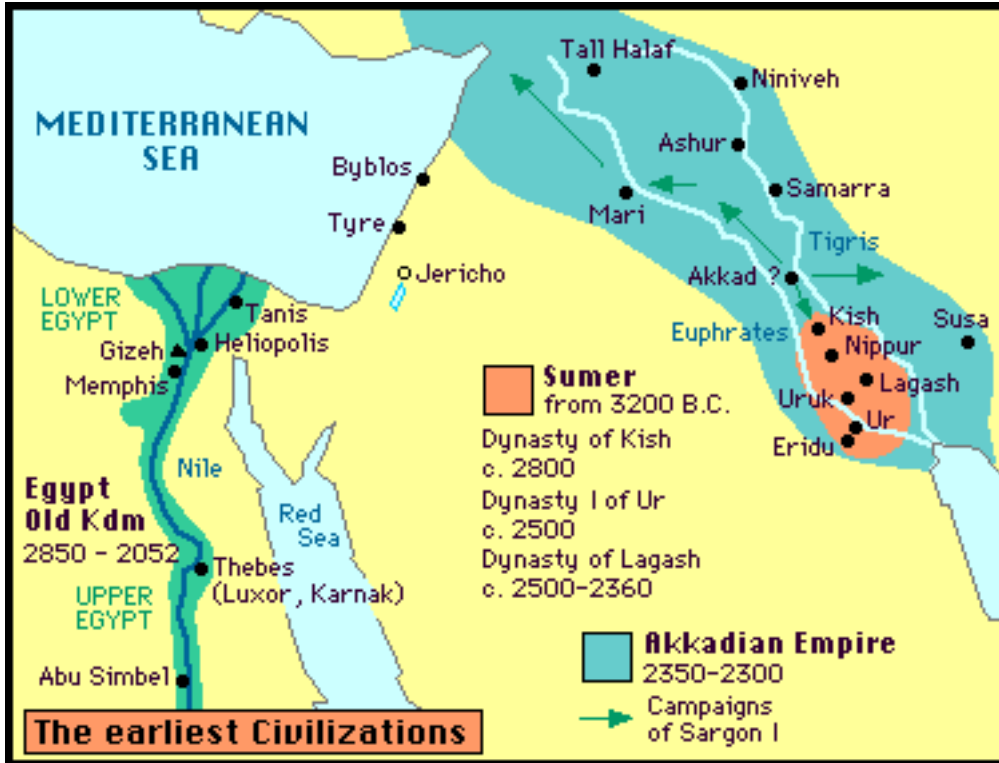 Tall Halaf
Niniveh
MEDITERRANEAN
SEA
Ashur
Byblos
Samarra
Mari
Tyre
Tigris
Jericho
Akkad ?
LOWER
EGYPT
Tanis
Kish
Susa
Euphrates
Heliopolis
Gizeh
Nippur
Memphis
Sumer
from 3200 B.C.
Lagash
Uruk
Ur
Eridu
Dynasty of Kish
c. 2800
Nile
Egypt
Old Kdm
2850 - 2052
Red
Sea
Dynasty I of Ur
c. 2500
Dynasty of Lagash
c. 2500-2360
Thebes
(Luxor, Karnak)
UPPER
EGYPT
Akkadian Empire
2350-2300
Abu Simbel
Campaigns
of Sargon I
The earliest Civilizations